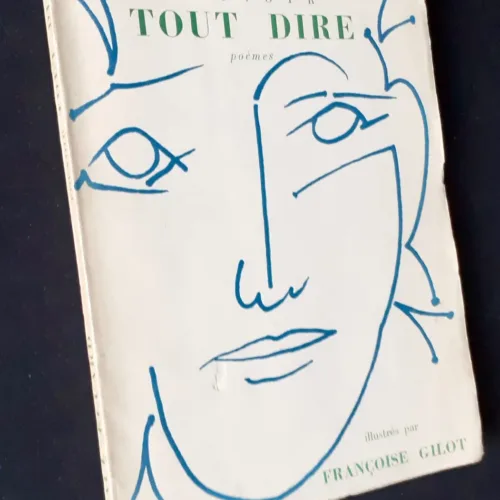 TOUT DIRE
poèmes
illustrés par
FRANÇOISE GILOT